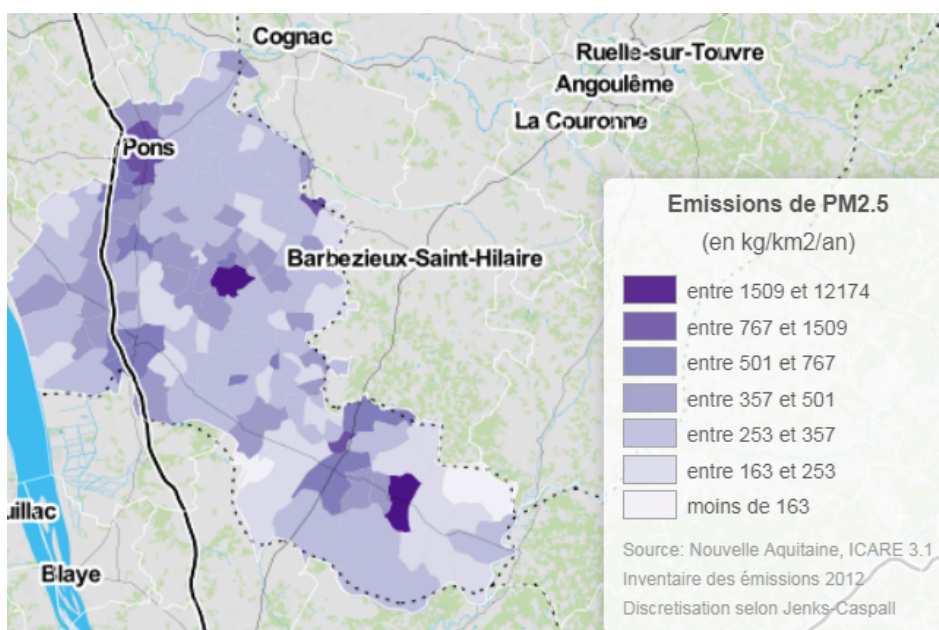 Cognac
Ruelle-sur-Touvre
Angoulême
La Couronne
Pons
Barbezieux-Saint-Hilaire
uillac
Blaye
Emissions de PM2.5
(en kg/km2/an)
entre 1509 et 12174
entre 767 et 1509
entre 501 et 767
entre 357 et 501
entre 253 et 357
entre 163 et 253
moins de 163
Source: Nouvelle Aquitaine, ICARE 3.1
Inventaire des émissions 2012
Discretisation selon Jenks-Caspall